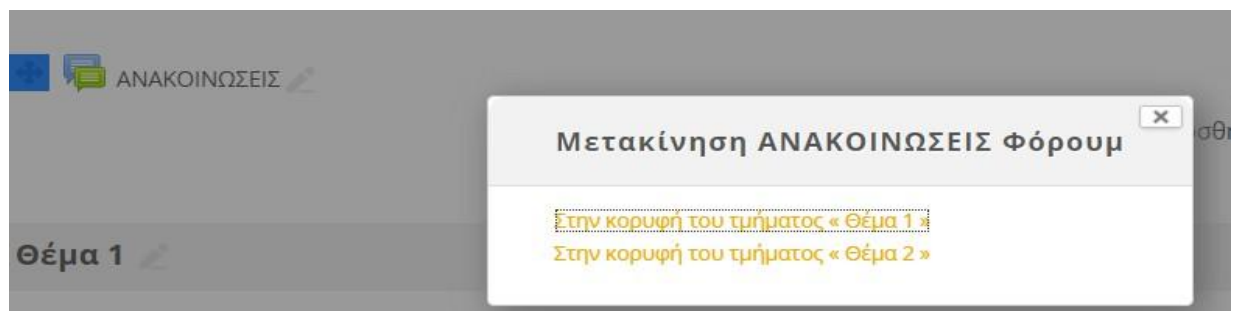 ΑΝΑΚΟΙΝΩΣΕΙΣ
Μετακίνηση ΑΝΑΚΟΙΝΩΣΕΙΣ Φόρουμ
Στην κορυφή του τμήματος « Θέμα 1 »
Στην κορυφή του τμήματος « Θέμα 2 »
Θέμα 1